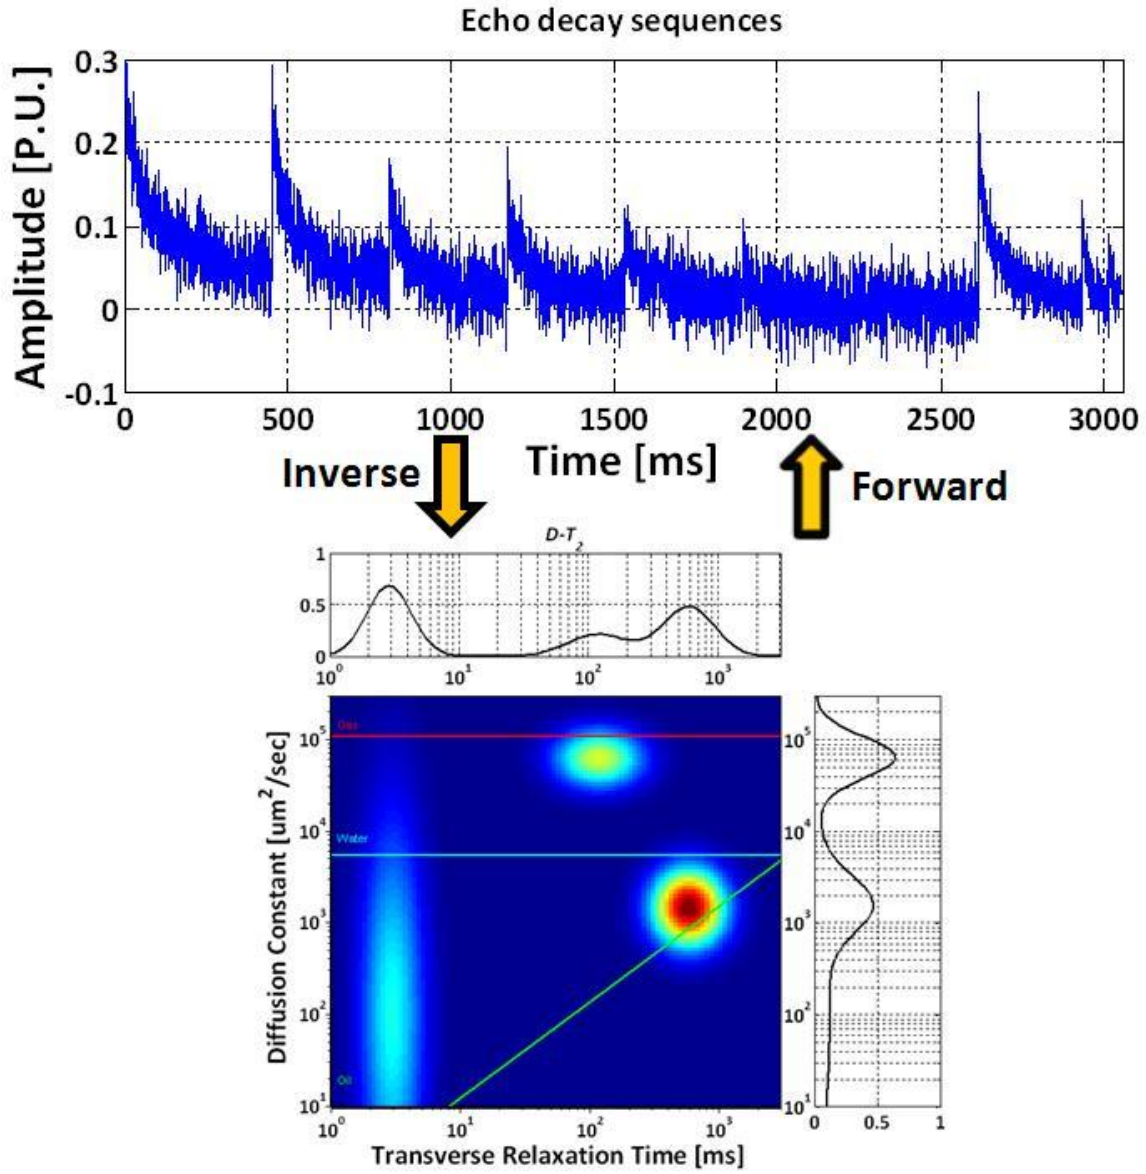 Echo decay sequences
Amplitude [P.U.]
0.3
0.2
0.1
0
-0.1
0 500 1000 1500 2000 2500 3000
Time [ms]
Inverse
Forward
D-T2
1
0.5
0
10^0 10^1 10^2 10^3
Diffusion Constant [um^2/sec]
Gas
Water
Oil
10^5
10^4
10^3
10^2
10^1
10^0 10^1 10^2 10^3
Transverse Relaxation Time [ms]
10^5
10^4
10^3
10^2
10^1
0 0.5 1